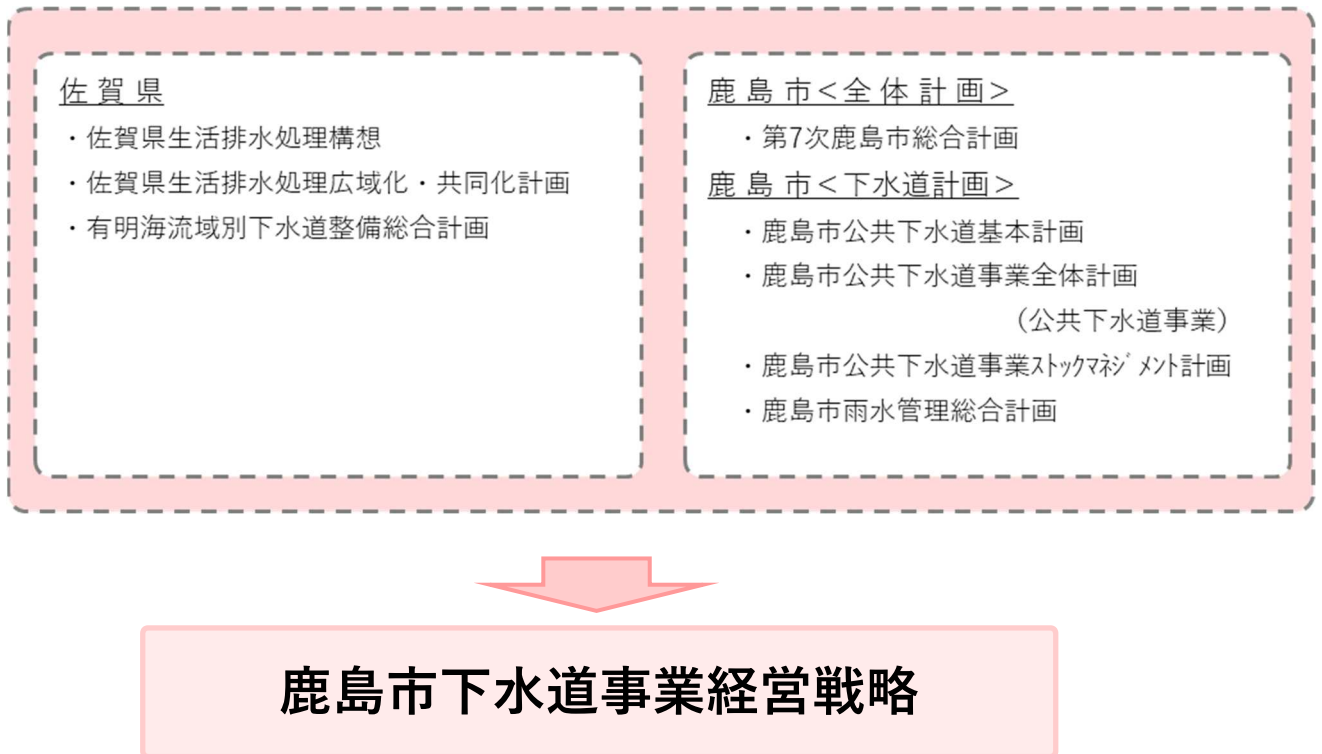 佐賀県
・佐賀県生活排水処理構想
・佐賀県生活排水処理広域化・共同化計画
・有明海流域別下水道整備総合計画
鹿島市＜全体計画＞
・第7次鹿島市総合計画
鹿島市＜下水道計画＞
・鹿島市公共下水道基本計画
・鹿島市公共下水道事業全体計画
（公共下水道事業）
・鹿島市公共下水道事業ｽﾄｯｸﾏﾈｼﾞﾒﾝﾄ計画
・鹿島市雨水管理総合計画
鹿島市下水道事業経営戦略